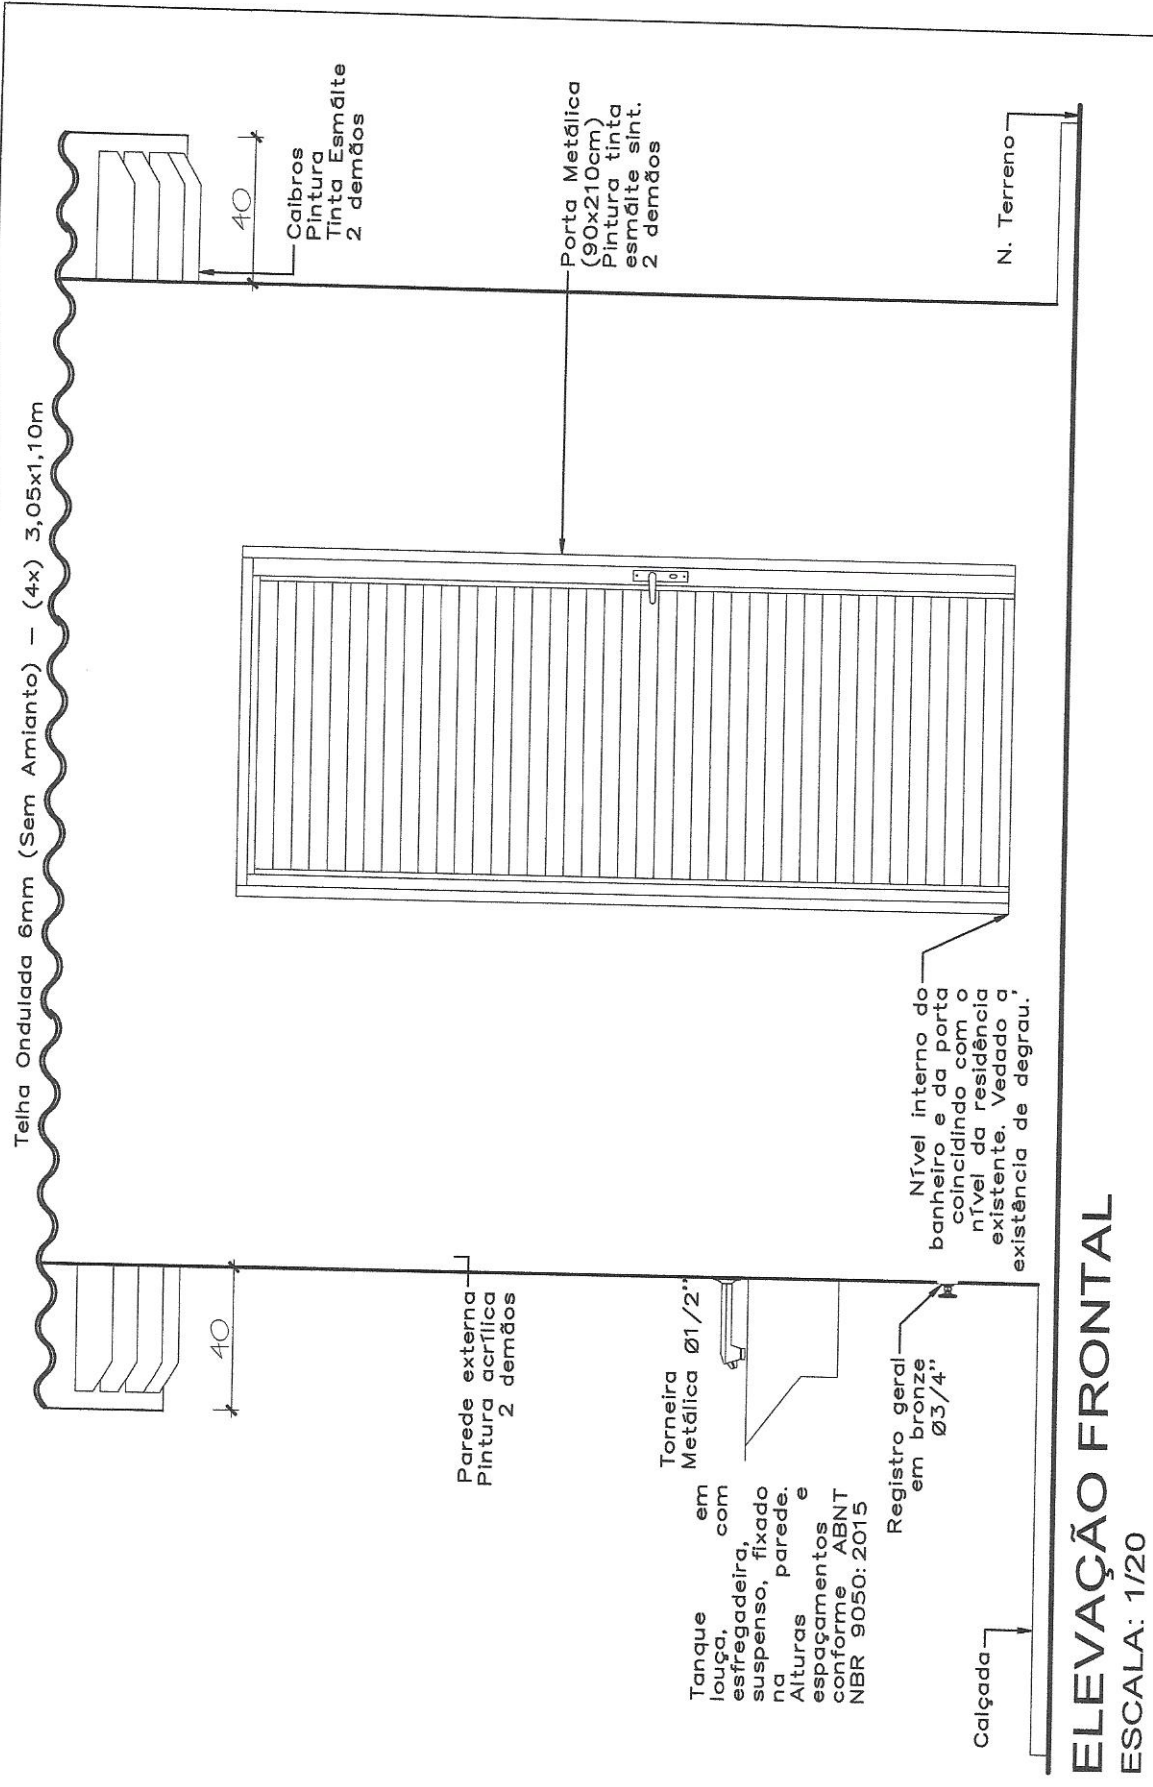 Telha Ondulada 6mm (Sem Amianto) – (4x) 3,05x1,10m
40
40
Caibros
Pintura
Tinta Esmálte
2 demãos
Parede externa
Pintura acrílica
2 demãos
Porta Metálica
(90x210cm)
Pintura tinta
esmálte sint.
2 demãos
Torneira
Metálica Ø1/2"
Tanque em
louça, com
esfregadeira,
suspenso, fixado
na parede.
Alturas e
espaçamentos
conforme ABNT
NBR 9050:2015
Registro geral
em bronze
Ø3/4"
Nível interno do
banheiro e da porta
coincidindo com o
nível da residência
existente. Vedado a
existência de degrau.'
Calçada
N. Terreno
ELEVAÇÃO FRONTAL
ESCALA: 1/20